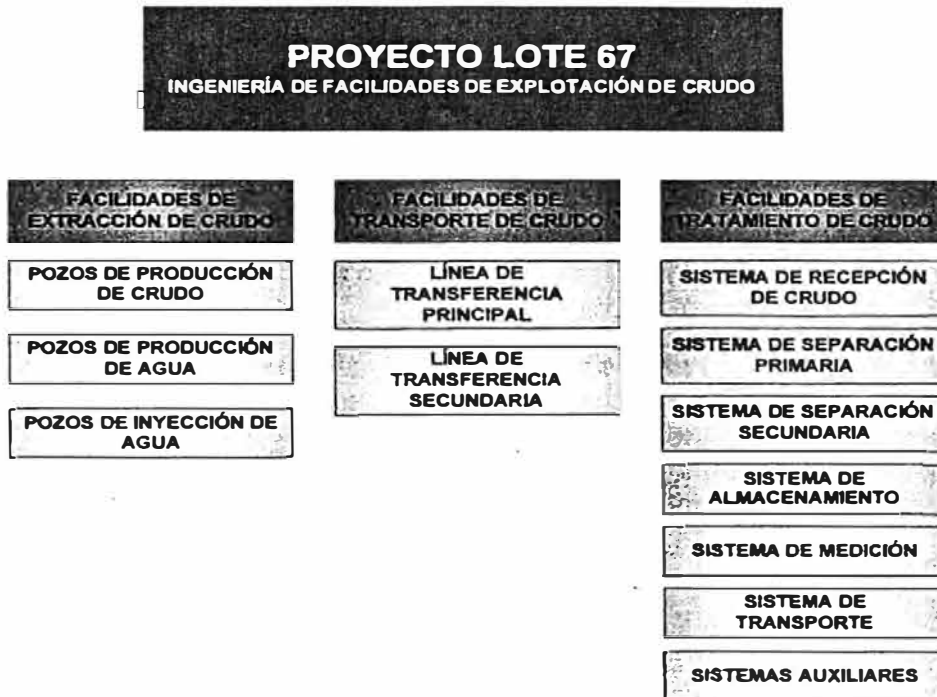 PROYECTO LOTE 67
INGENIERÍA DE FACILIDADES DE EXPLOTACIÓN DE CRUDO
FACILIDADES DE
EXTRACCIÓN DE CRUDO
POZOS DE PRODUCCIÓN
DE CRUDO
POZOS DE PRODUCCIÓN
DE AGUA
POZOS DE INYECCIÓN DE
AGUA
FACILIDADES DE
TRANSPORTE DE CRUDO
LÍNEA DE
TRANSFERENCIA
PRINCIPAL
LÍNEA DE
TRANSFERENCIA
SECUNDARIA
FACILIDADES DE
TRATAMIENTO DE CRUDO
SISTEMA DE RECEPCIÓN
DE CRUDO
SISTEMA DE SEPARACIÓN
PRIMARIA
SISTEMA DE SEPARACIÓN
SECUNDARIA
SISTEMA DE
ALMACENAMIENTO
SISTEMA DE MEDICIÓN
SISTEMA DE
TRANSPORTE
SISTEMAS AUXILIARES